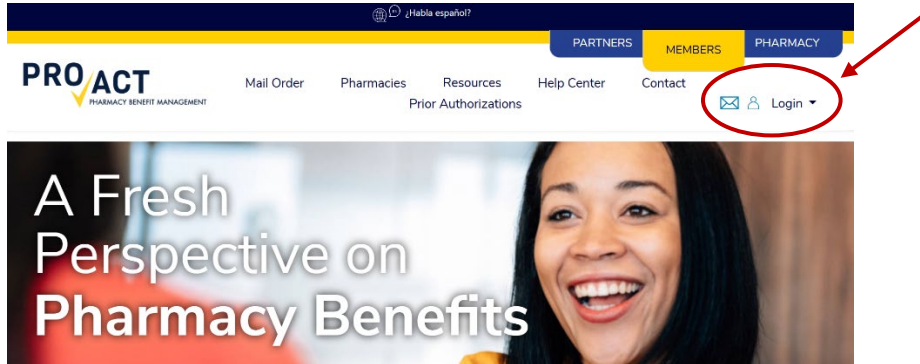 ¿Habla español?
PARTNERS MEMBERS PHARMACY
PRO ACT
PHARMACY BENEFIT MANAGEMENT
Mail Order Pharmacies Resources Help Center Contact
Prior Authorizations
Login
A Fresh
Perspective on
Pharmacy Benefits